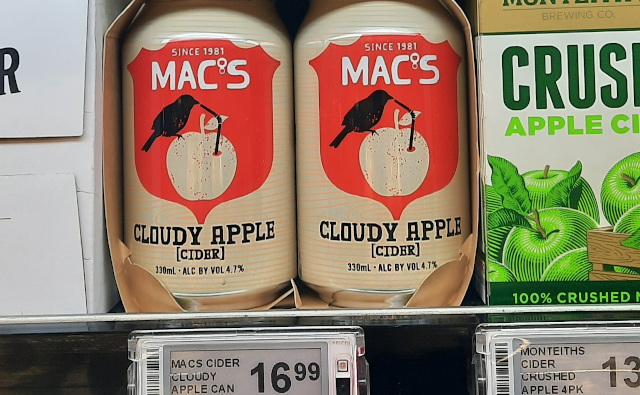 SINCE 1981
MAC'S
CLOUDY APPLE
[CIDER]
330mL · ALC BY VOL 4.7%
SINCE 1981
MAC'S
CLOUDY APPLE
[CIDER]
330mL · ALC BY VOL 4.7%
BREWING CO.
CRUS
APPLE CI
100% CRUSHED N
MACS CIDER
CLOUDY
APPLE CAN
16 99
MONTEITHS
CIDER
CRUSHED
APPLE 4PK
13